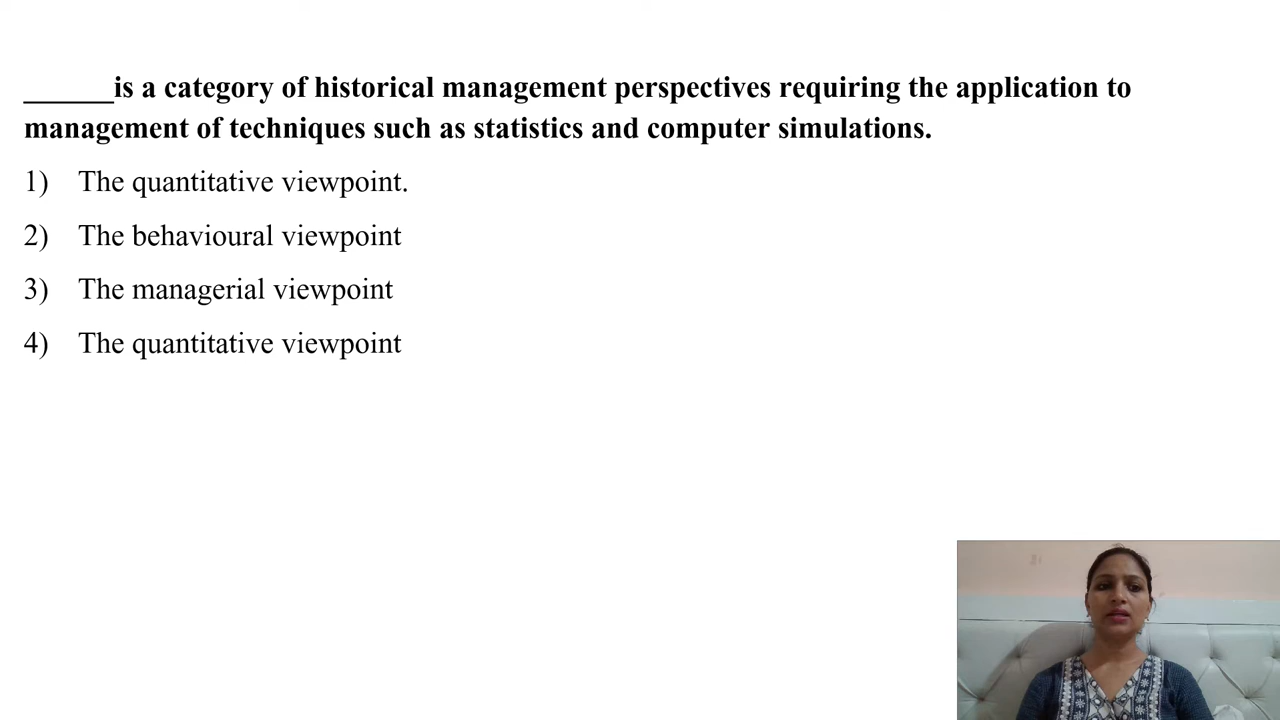 ______is a category of historical management perspectives requiring the application to
management of techniques such as statistics and computer simulations.
1) The quantitative viewpoint.
2) The behavioural viewpoint
3) The managerial viewpoint
4) The quantitative viewpoint